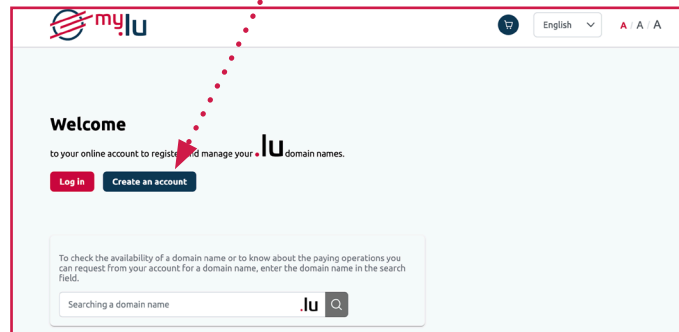 my.lu
English
A / A / A
Welcome
to your online account to register and manage your .lu domain names.
Log in
Create an account
To check the availability of a domain name or to know about the paying operations you
can request from your account for a domain name, enter the domain name in the search
field.
Searching a domain name .lu